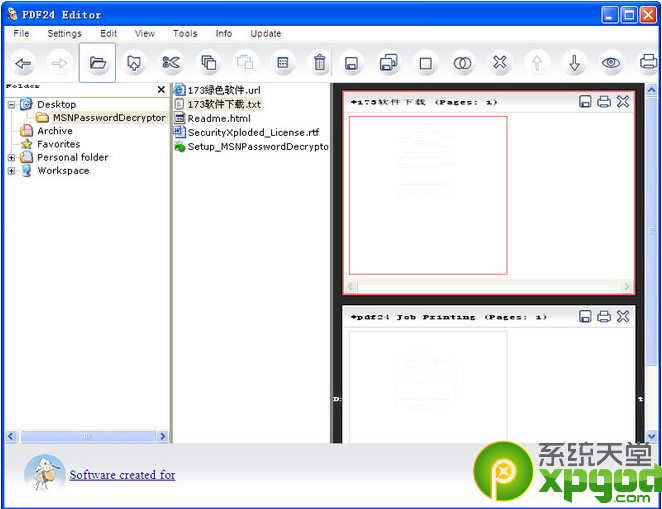 PDF24 Editor
File Settings Edit View Tools Info Update
Folder
Desktop
MSNPasswordDecryptor
Archive
Favorites
Personal folder
Workspace
173绿色软件.url
173软件下载.txt
Readme.html
SecurityXploded_License.rtf
Setup_MSNPasswordDecrypto
*173软件下载 (Pages: 1)
*pdf24 Job Printing (Pages: 1)
D:
t
Software created for
系统天堂
xpgod
.com